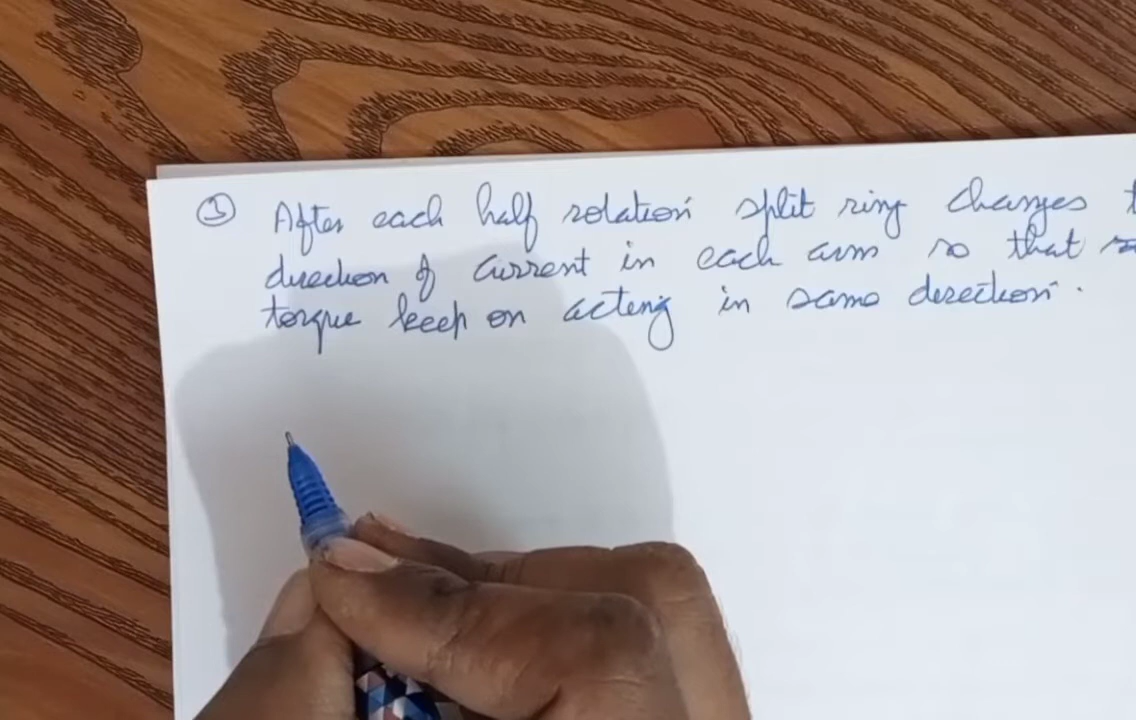 ③ After each half rotation split ring changes
direction of current in each arm so that
torque keep on acting in same direction.